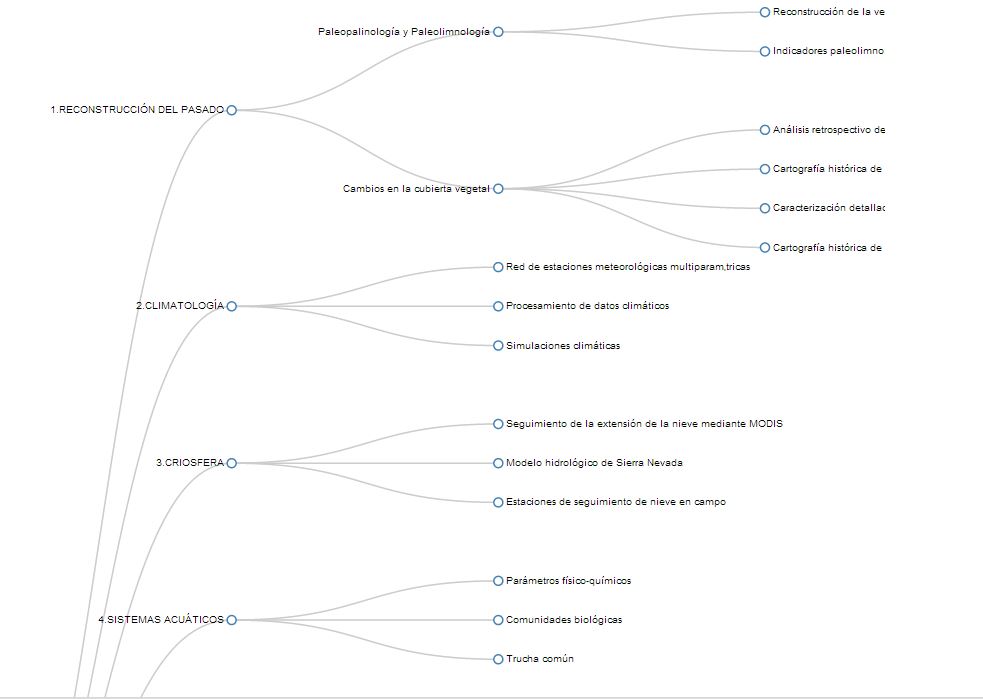 Reconstrucción de la ve
Paleopalinología y Paleolimnología
Indicadores paleolimno
1.RECONSTRUCCIÓN DEL PASADO
Análisis retrospectivo de
Cartografía histórica de
Cambios en la cubierta vegetal
Caracterización detallac
Cartografía histórica de
Red de estaciones meteorológicas multiparam,tricas
2.CLIMATOLOGÍA
Procesamiento de datos climáticos
Simulaciones climáticas
Seguimiento de la extensión de la nieve mediante MODIS
3.CRIOSFERA
Modelo hidrológico de Sierra Nevada
Estaciones de seguimiento de nieve en campo
Parámetros físico-químicos
4.SISTEMAS ACUÁTICOS
Comunidades biológicas
Trucha común